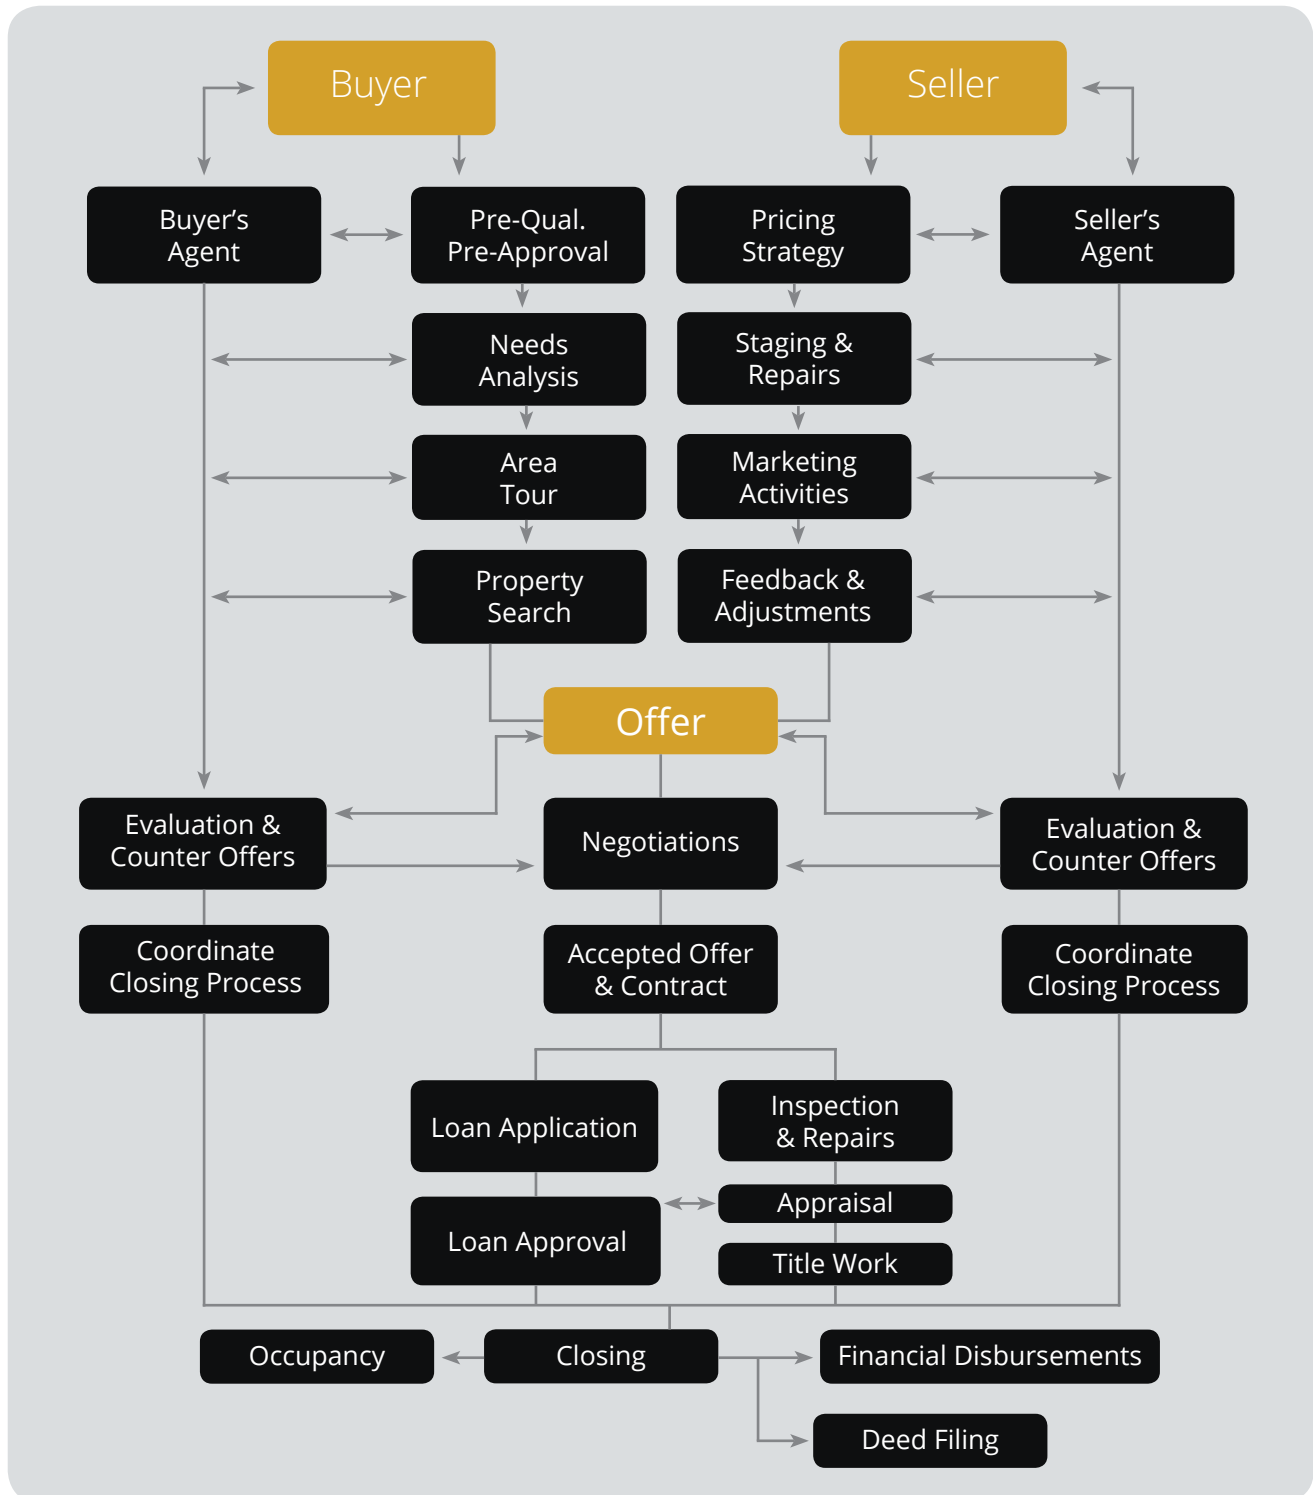 Buyer
Seller
Buyer’s
Agent
Pre-Qual.
Pre-Approval
Pricing
Strategy
Seller’s
Agent
Needs
Analysis
Staging &
Repairs
Area
Tour
Marketing
Activities
Property
Search
Feedback &
Adjustments
Offer
Evaluation &
Counter Offers
Negotiations
Evaluation &
Counter Offers
Coordinate
Closing Process
Accepted Offer
& Contract
Coordinate
Closing Process
Loan Application
Inspection
& Repairs
Loan Approval
Appraisal
Title Work
Occupancy
Closing
Financial Disbursements
Deed Filing